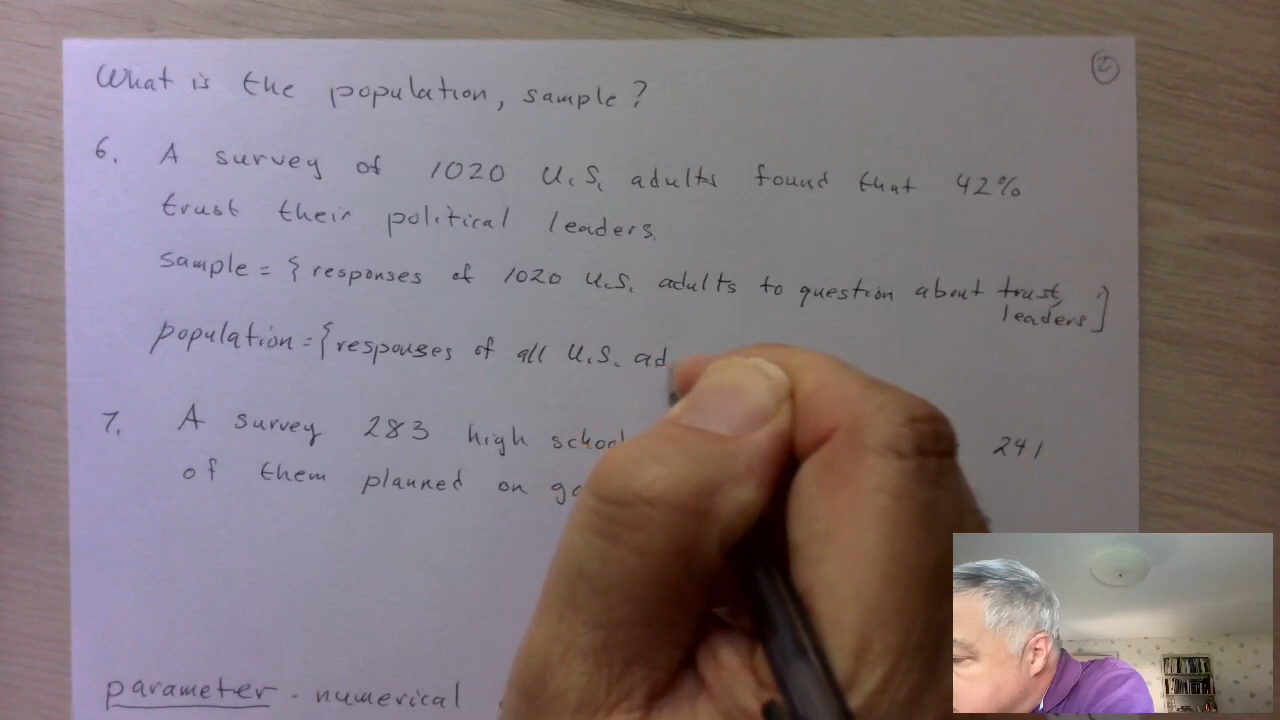 ②
What is the population, sample?
6. A survey of 1020 U.S. adults found that 42%
trust their political leaders.
sample = { responses of 1020 U.S. adults to question about trust
leaders }
population = { responses of all U.S. ad
7. A survey 283 high school 241
of them planned on go
parameter - numerical